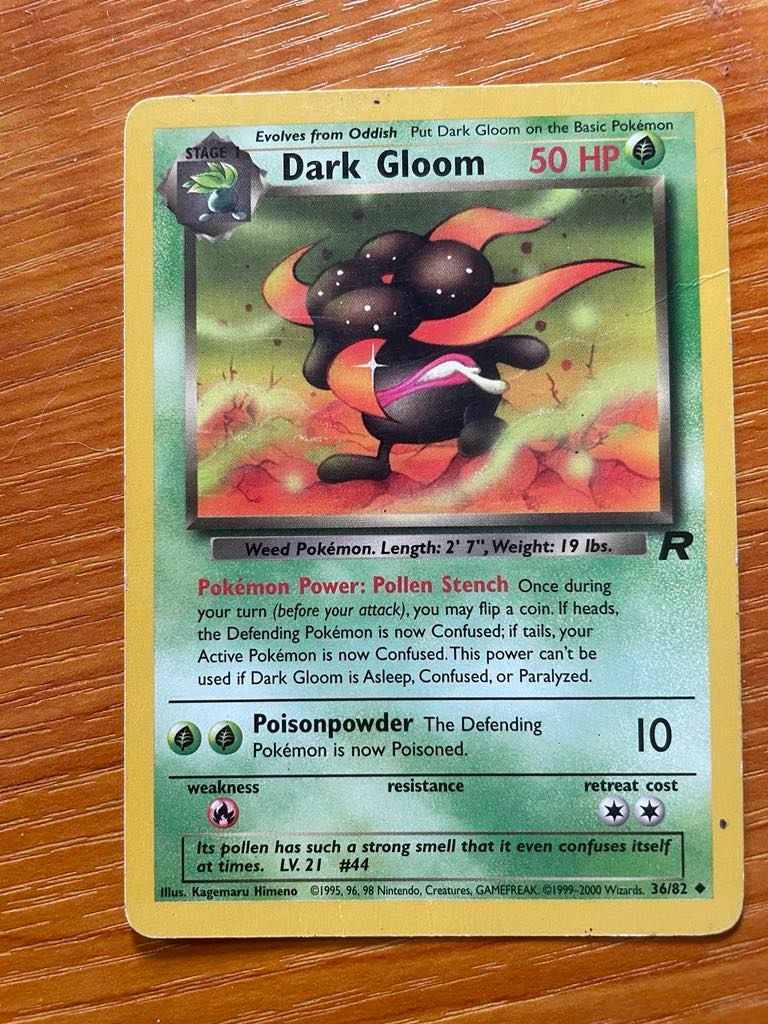 Evolves from Oddish Put Dark Gloom on the Basic Pokémon
STAGE 1
Dark Gloom 50 HP
Weed Pokémon. Length: 2' 7", Weight: 19 lbs.
R
Pokémon Power: Pollen Stench Once during
your turn (before your attack), you may flip a coin. If heads,
the Defending Pokémon is now Confused; if tails, your
Active Pokémon is now Confused. This power can't be
used if Dark Gloom is Asleep, Confused, or Paralyzed.
Poisonpowder The Defending
Pokémon is now Poisoned.
10
weakness resistance retreat cost
Its pollen has such a strong smell that it even confuses itself
at times. LV. 21 #44
Illus. Kagemaru Himeno ©1995, 96, 98 Nintendo, Creatures, GAMEFREAK. ©1999–2000 Wizards. 36/82 ◆